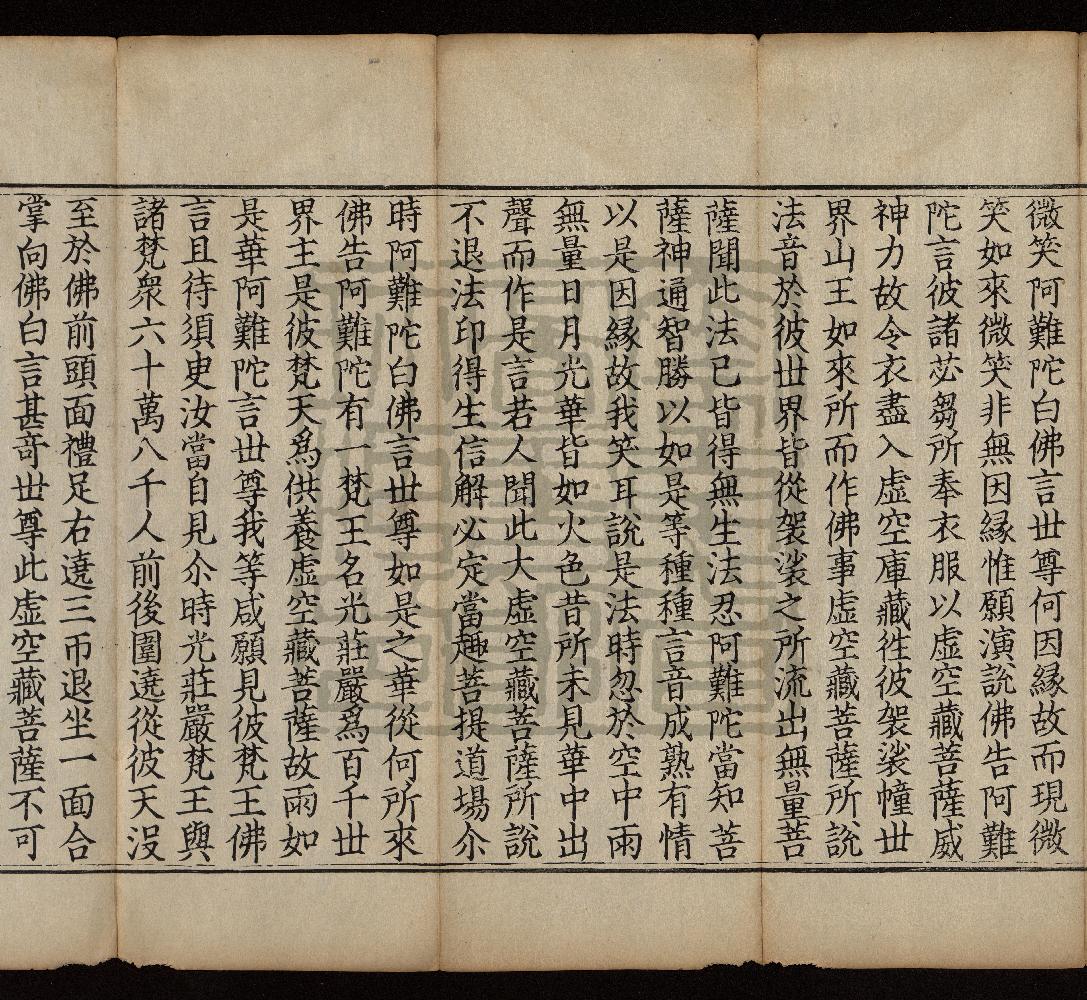 微笑阿難陀白佛言世尊何因緣故而現微
笑如來微笑非無因緣惟願演說佛告阿難
陀言彼諸苾芻所奉衣服以虛空藏菩薩威
神力故令衣盡入虛空庫藏徃彼袈裟幢世
界山王如來所而作佛事虛空藏菩薩所說
法音於彼世界皆從袈裟之所流出無量菩
薩聞此法已皆得無生法忍阿難陀當知菩
薩神通智勝以如是等種種言音成熟有情
以是因緣故我笑耳說是法時忽於空中雨
無量日月光華皆如火色昔所未見華中出
聲而作是言若人聞此大虛空藏菩薩所說
不退法印得生信解必定當趣菩提道場尒
時阿難陀白佛言世尊如是之華從何所來
佛告阿難陀有一梵王名光莊嚴爲百千世
界主是彼梵天爲供養虛空藏菩薩故雨如
是華阿難陀言世尊我等咸願見彼梵王佛
言且待須臾汝當自見尒時光莊嚴梵王與
諸梵衆六十萬八千人前後圍遶從彼天沒
至於佛前頭面禮足右遶三帀退坐一面合
掌向佛白言甚竒世尊此虛空藏菩薩不可